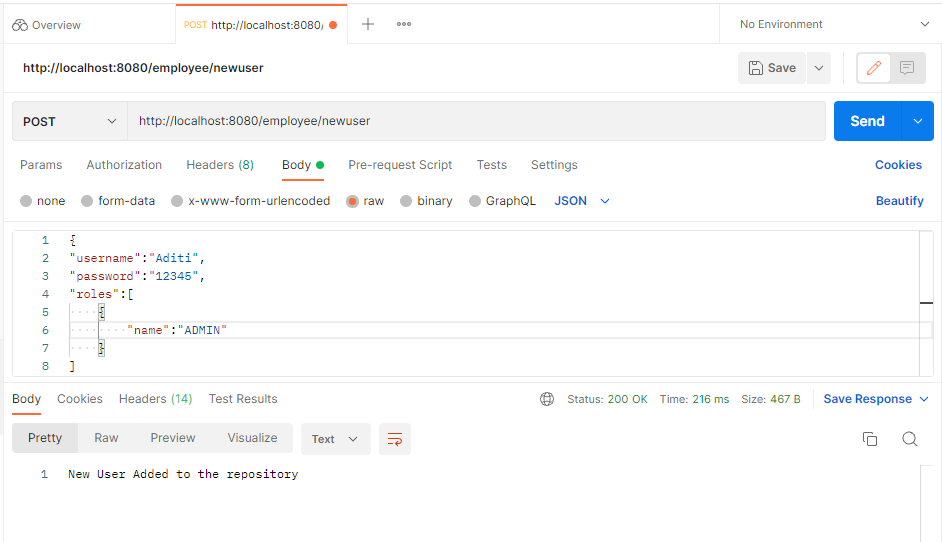 Overview
POST http://localhost:8080/
No Environment
http://localhost:8080/employee/newuser
Save
POST
http://localhost:8080/employee/newuser
Send
Params Authorization Headers (8) Body Pre-request Script Tests Settings Cookies
none form-data x-www-form-urlencoded raw binary GraphQL JSON Beautify
1 {
2 "username":"Aditi",
3 "password":"12345",
4 "roles":[
5 {
6 "name":"ADMIN"
7 }
8 ]
Body Cookies Headers (14) Test Results Status: 200 OK Time: 216 ms Size: 467 B Save Response
Pretty Raw Preview Visualize Text
1 New User Added to the repository